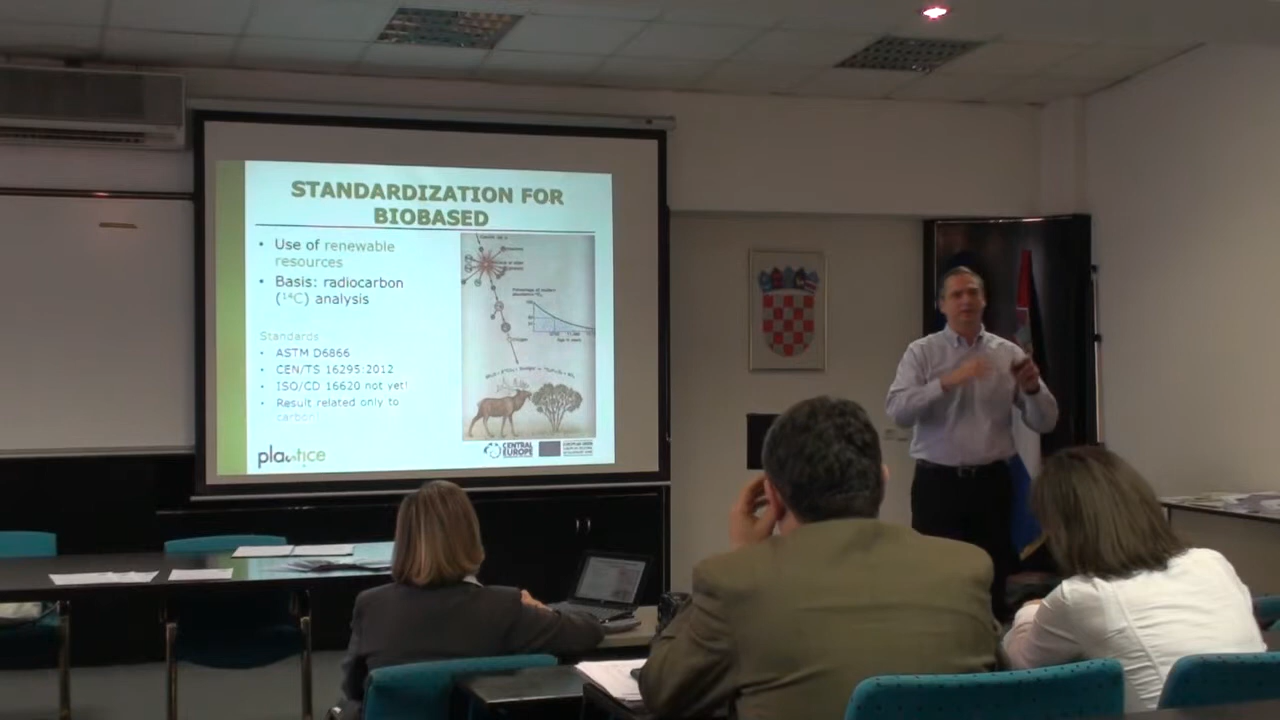 STANDARDIZATION FOR
BIOBASED
• Use of renewable
resources
• Basis: radiocarbon
(¹⁴C) analysis
Standards
• ASTM D6866
• CEN/TS 16295:2012
• ISO/CD 16620 not yet!
• Result related only to
carbon!
plastice
CENTRAL
EUROPE